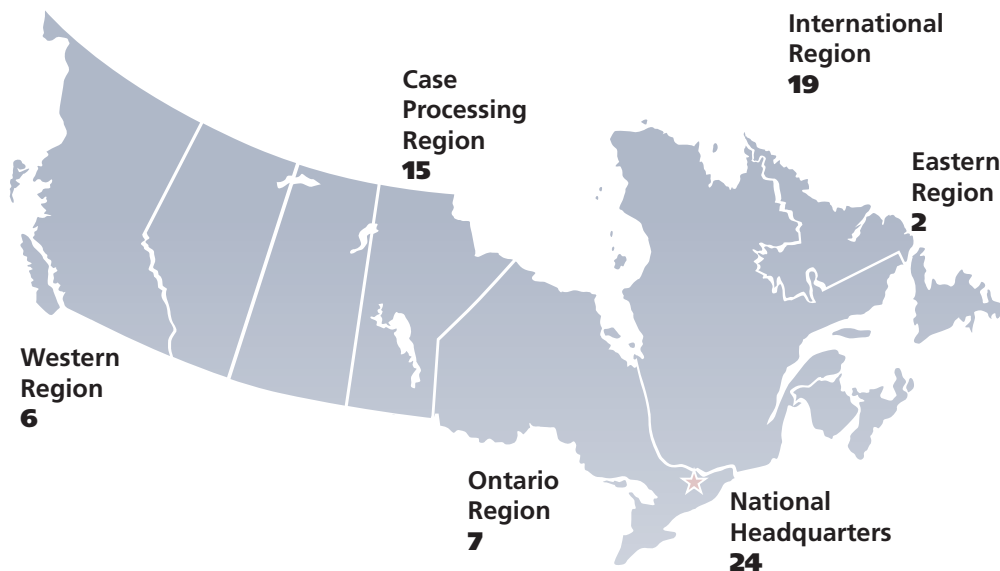 International
Region
19
Case
Processing
Region
15
Eastern
Region
2
Western
Region
6
Ontario
Region
7
National
Headquarters
24